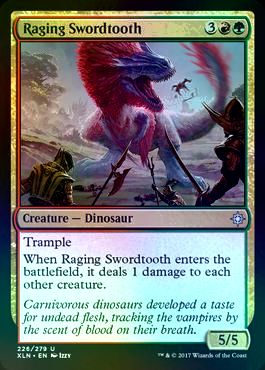 Raging Swordtooth 3
Creature — Dinosaur
Trample
When Raging Swordtooth enters the
battlefield, it deals 1 damage to each
other creature.
Carnivorous dinosaurs developed a taste
for undead flesh, tracking the vampires by
the scent of blood on their breath.
5/5
226/279 U
XLN • EN Izzy
™ & © 2017 Wizards of the Coast